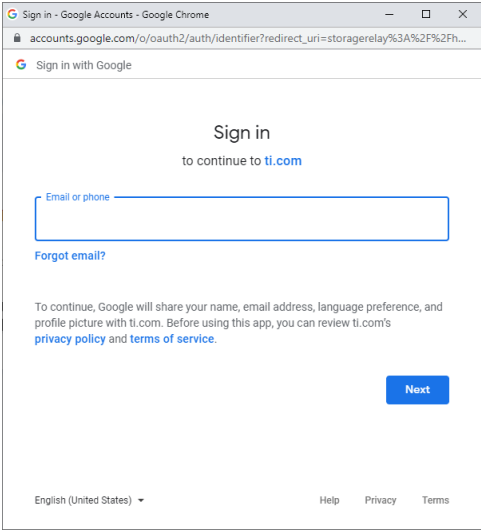 Sign in - Google Accounts - Google Chrome
accounts.google.com/o/oauth2/auth/identifier?redirect_uri=storagerelay%3A%2F%2Fh...
Sign in with Google
Sign in
to continue to ti.com
Email or phone
Forgot email?
To continue, Google will share your name, email address, language preference, and
profile picture with ti.com. Before using this app, you can review ti.com's
privacy policy and terms of service.
Next
English (United States) Help Privacy Terms